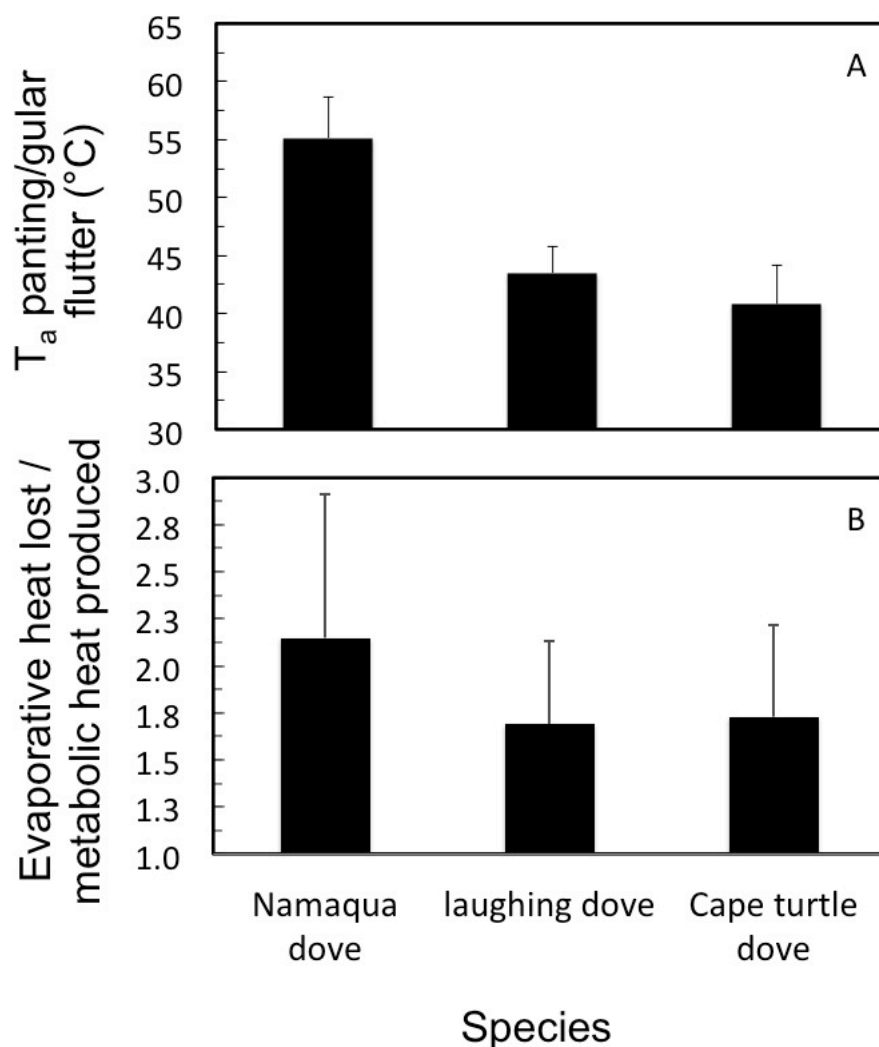 T_a panting/gular
flutter (°C)
65
60
55
50
45
40
35
30
A
Evaporative heat lost /
metabolic heat produced
3.0
2.8
2.5
2.3
2.0
1.8
1.5
1.3
1.0
B
Namaqua
dove
laughing dove
Cape turtle
dove
Species